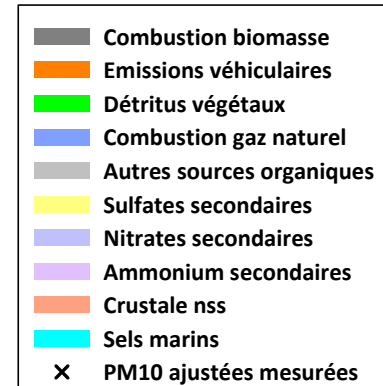 Combustion biomasse
Emissions véhiculaires
Détritus végétaux
Combustion gaz naturel
Autres sources organiques
Sulfates secondaires
Nitrates secondaires
Ammonium secondaires
Crustale nss
Sels marins
PM10 ajustées mesurées